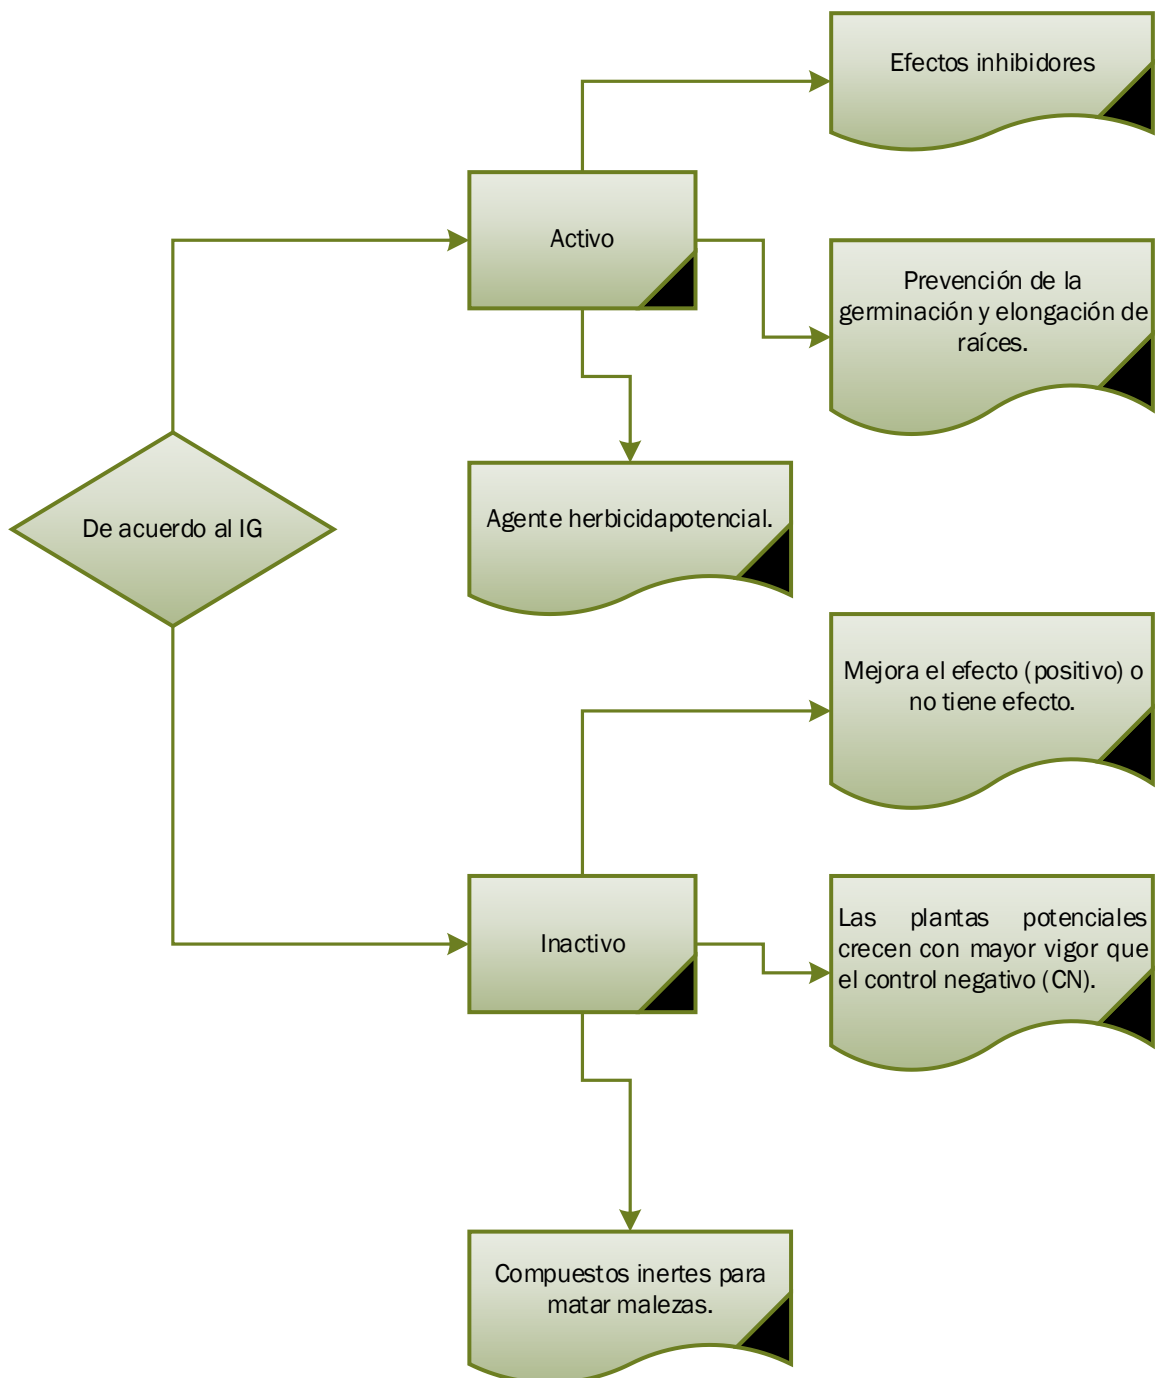 Efectos inhibidores
Activo
Prevención de la
germinación y elongación de
raíces.
De acuerdo al IG
Agente herbicidapotencial.
Mejora el efecto (positivo) o
no tiene efecto.
Inactivo
Las plantas potenciales
crecen con mayor vigor que
el control negativo (CN).
Compuestos inertes para
matar malezas.